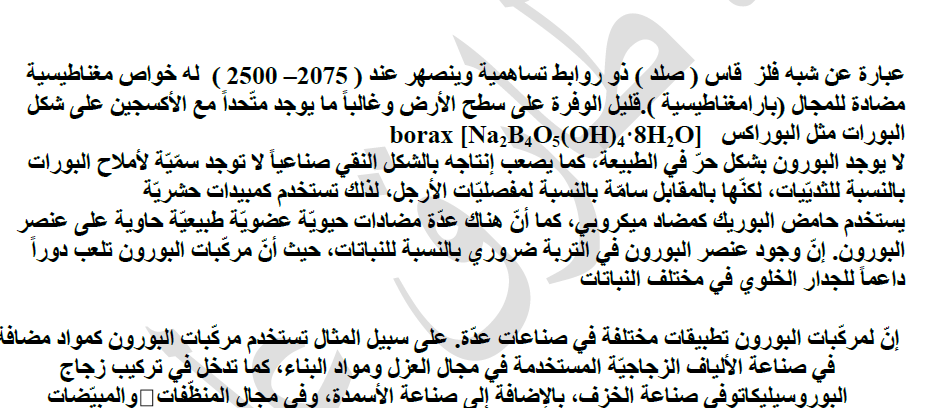 عبارة عن شبه فلز قاس ( صلد ) ذو روابط تساهمية وينصهر عند ( 2075– 2500 ) له خواص مغناطيسية
مضادة للمجال (بارامغناطيسية ).قليل الوفرة على سطح الأرض وغالباً ما يوجد متّحداً مع الأكسجين على شكل
البورات مثل البوراكس borax [Na₂B₄O₅(OH)₄·8H₂O]
لا يوجد البورون بشكل حرّ في الطبيعة، كما يصعب إنتاجه بالشكل النقي صناعياً لا توجد سمّيّة لأملاح البورات
بالنسبة للثديّيات، لكنّها بالمقابل سامّة بالنسبة لمفصليّات الأرجل، لذلك تستخدم كمبيدات حشريّة
يستخدم حامض البوريك كمضاد ميكروبي، كما أنّ هناك عدّة مضادات حيويّة عضويّة طبيعيّة حاوية على عنصر
البورون. إنّ وجود عنصر البورون في التربة ضروري بالنسبة للنباتات، حيث أنّ مركّبات البورون تلعب دوراً
داعماً للجدار الخلوي في مختلف النباتات
إنّ لمركّبات البورون تطبيقات مختلفة في صناعات عدّة. على سبيل المثال تستخدم مركّبات البورون كمواد مضافة
في صناعة الألياف الزجاجيّة المستخدمة في مجال العزل ومواد البناء، كما تدخل في تركيب زجاج
البوروسيليكاتوفي صناعة الخزف، بالإضافة إلى صناعة الأسمدة، وفي مجال المنظّفات والمبيّضات